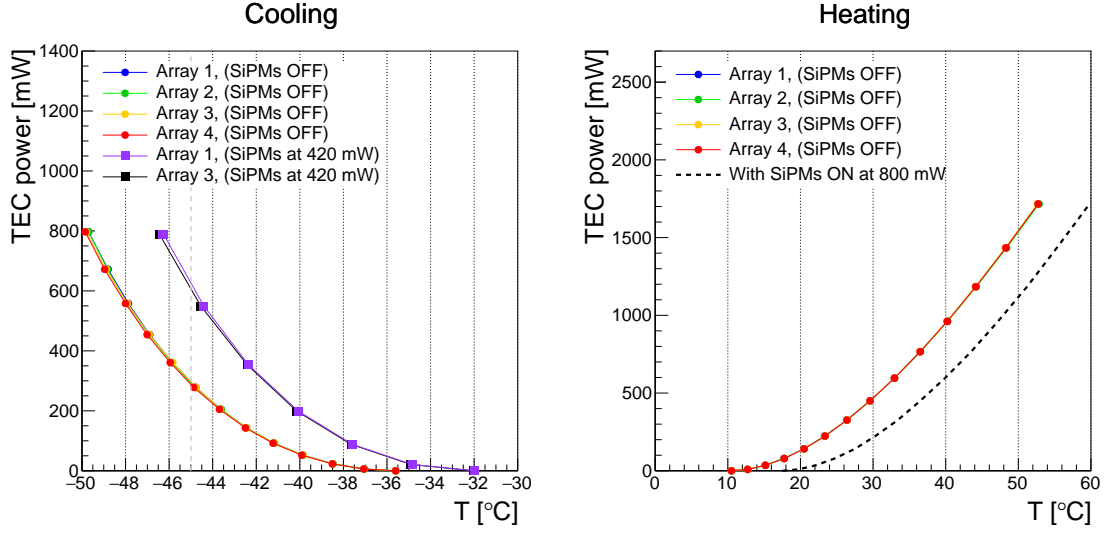 Cooling
TEC power [mW]
1400
1200
1000
800
600
400
200
0
Array 1, (SiPMs OFF)
Array 2, (SiPMs OFF)
Array 3, (SiPMs OFF)
Array 4, (SiPMs OFF)
Array 1, (SiPMs at 420 mW)
Array 3, (SiPMs at 420 mW)
−50 −48 −46 −44 −42 −40 −38 −36 −34 −32 −30
T [°C]
Heating
TEC power [mW]
2500
2000
1500
1000
500
0
Array 1, (SiPMs OFF)
Array 2, (SiPMs OFF)
Array 3, (SiPMs OFF)
Array 4, (SiPMs OFF)
With SiPMs ON at 800 mW
0 10 20 30 40 50 60
T [°C]